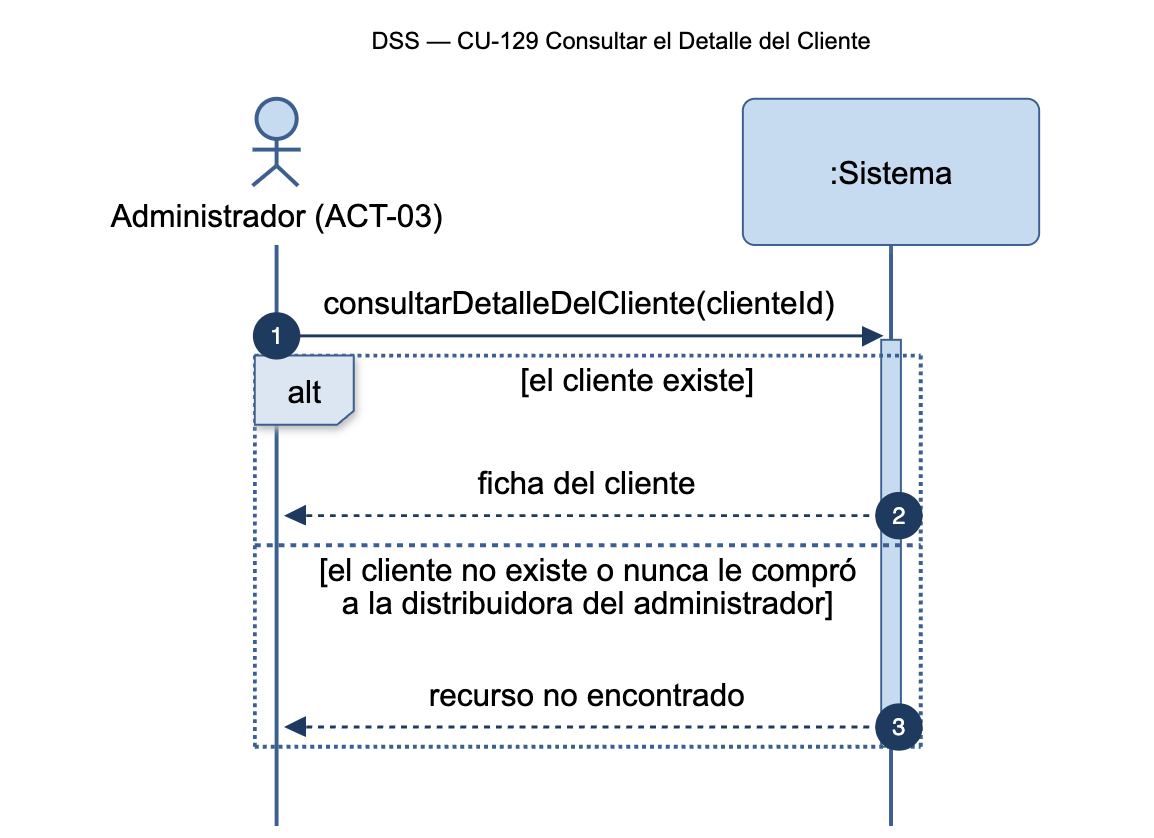 DSS — CU-129 Consultar el Detalle del Cliente
:Sistema
Administrador (ACT-03)
consultarDetalleDelCliente(clienteId)
1
alt
[el cliente existe]
ficha del cliente
2
[el cliente no existe o nunca le compró
a la distribuidora del administrador]
recurso no encontrado
3